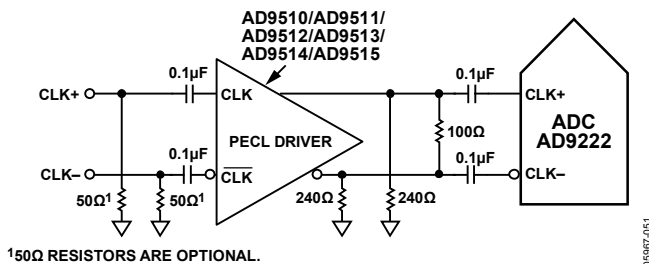 AD9510/AD9511/
AD9512/AD9513/
AD9514/AD9515
0.1µF
0.1µF
CLK+
CLK
CLK+
PECL DRIVER
100Ω
ADC
AD9222
0.1µF
0.1µF
CLK–
CLK
CLK–
50Ω¹
50Ω¹
240Ω
240Ω
¹50Ω RESISTORS ARE OPTIONAL.
05967-051